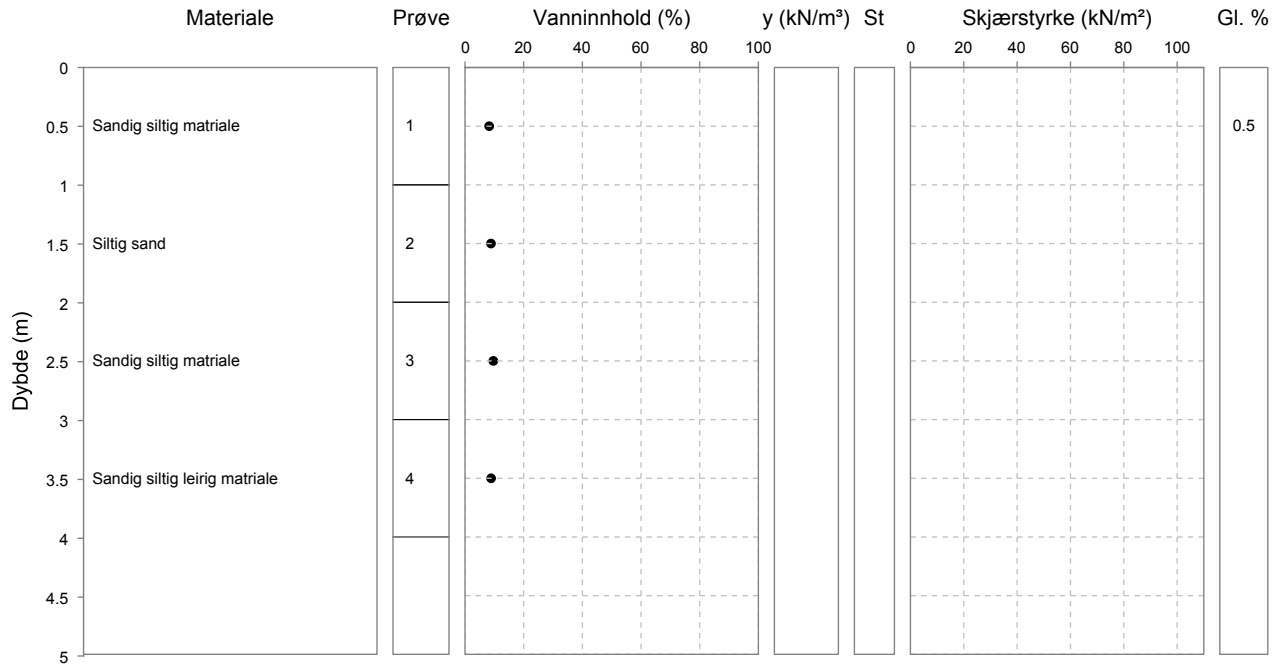 Materiale Prøve Vanninnhold (%) y (kN/m³) St Skjærstyrke (kN/m²) Gl. %
0 20 40 60 80 100 0 20 40 60 80 100
0
0.5 Sandig siltig matriale 1 0.5
1
1.5 Siltig sand 2
2
2.5 Sandig siltig matriale 3
3
3.5 Sandig siltig leirig matriale 4
4
4.5
5
Dybde (m)